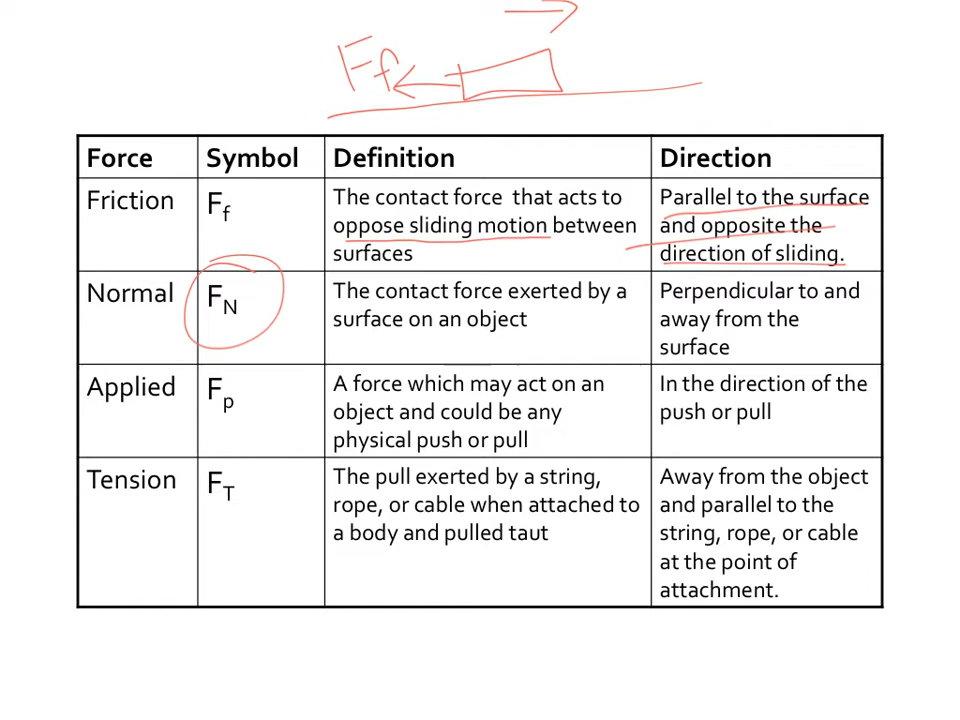 Ff
Force Symbol Definition Direction
Friction Ff The contact force that acts to oppose sliding motion between surfaces Parallel to the surface and opposite the direction of sliding.
Normal FN The contact force exerted by a surface on an object Perpendicular to and away from the surface
Applied Fp A force which may act on an object and could be any physical push or pull In the direction of the push or pull
Tension FT The pull exerted by a string, rope, or cable when attached to a body and pulled taut Away from the object and parallel to the string, rope, or cable at the point of attachment.